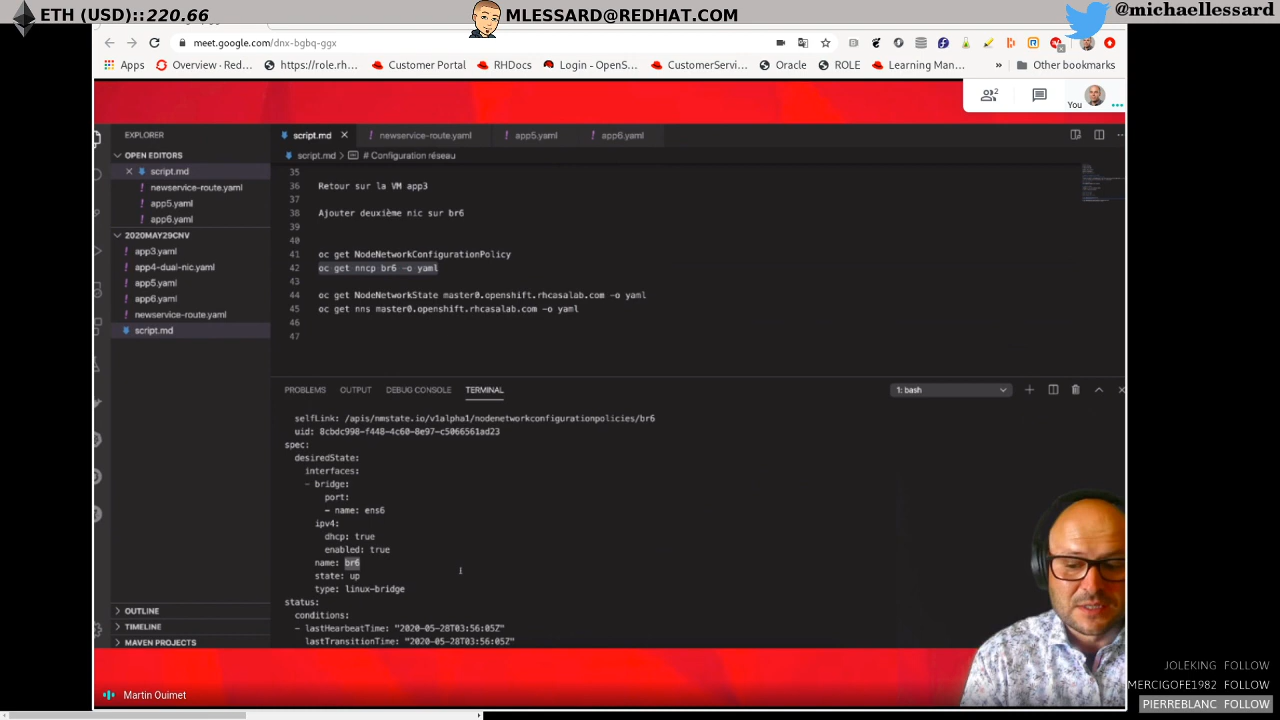 ETH (USD)::220.66
MLESSARD@REDHAT.COM
@michaellessard
meet.google.com/dnx-bgbq-ggx
Apps
Overview - Red...
https://role.rh...
Customer Portal
RHDocs
Login - OpenS...
CustomerServi...
Oracle
ROLE
Learning Man...
»
Other bookmarks
2
You
EXPLORER
script.md
newservice-route.yaml
app5.yaml
app6.yaml
OPEN EDITORS
script.md > # Configuration réseau
script.md
newservice-route.yaml
app5.yaml
app6.yaml
2020MAY29CNV
app3.yaml
app4-dual-nic.yaml
app5.yaml
app6.yaml
newservice-route.yaml
script.md
OUTLINE
TIMELINE
MAVEN PROJECTS
35
36 Retour sur la VM app3
37
38 Ajouter deuxième nic sur br6
39
40
41 oc get NodeNetworkConfigurationPolicy
42 oc get nncp br6 -o yaml
43
44 oc get NodeNetworkState master0.openshift.rhcasalab.com -o yaml
45 oc get nns master0.openshift.rhcasalab.com -o yaml
46
47
PROBLEMS
OUTPUT
DEBUG CONSOLE
TERMINAL
1: bash
selfLink: /apis/nmstate.io/v1alpha1/nodenetworkconfigurationpolicies/br6
uid: 8cbdc998-f448-4c60-8e97-c5066561ad23
spec:
desiredState:
interfaces:
- bridge:
port:
- name: ens6
ipv4:
dhcp: true
enabled: true
name: br6
state: up
type: linux-bridge
status:
conditions:
- lastHearbeatTime: "2020-05-28T03:56:05Z"
lastTransitionTime: "2020-05-28T03:56:05Z"
Martin Ouimet
JOLEKING FOLLOW
MERCIGOFE1982 FOLLOW
PIERREBLANC FOLLOW